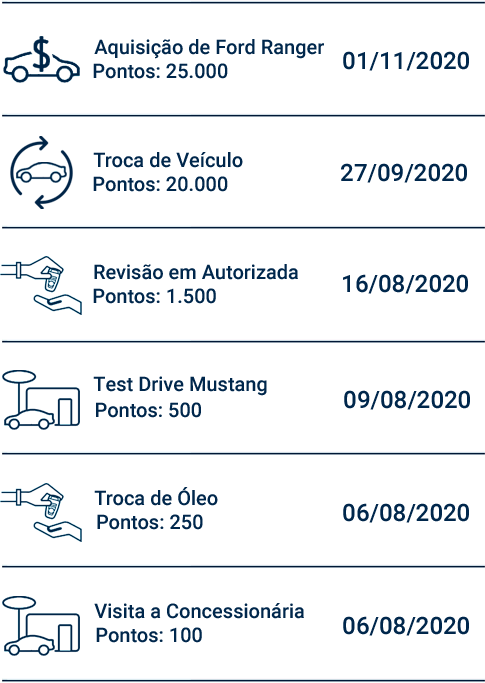 Aquisição de Ford Ranger
Pontos: 25.000
01/11/2020
Troca de Veículo
Pontos: 20.000
27/09/2020
Revisão em Autorizada
Pontos: 1.500
16/08/2020
Test Drive Mustang
Pontos: 500
09/08/2020
Troca de Óleo
Pontos: 250
06/08/2020
Visita a Concessionária
Pontos: 100
06/08/2020